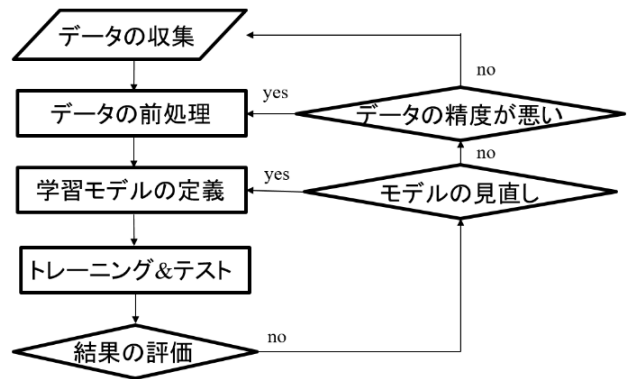 データの収集
no
yes
データの前処理
データの精度が悪い
no
yes
学習モデルの定義
モデルの見直し
トレーニング&テスト
no
結果の評価